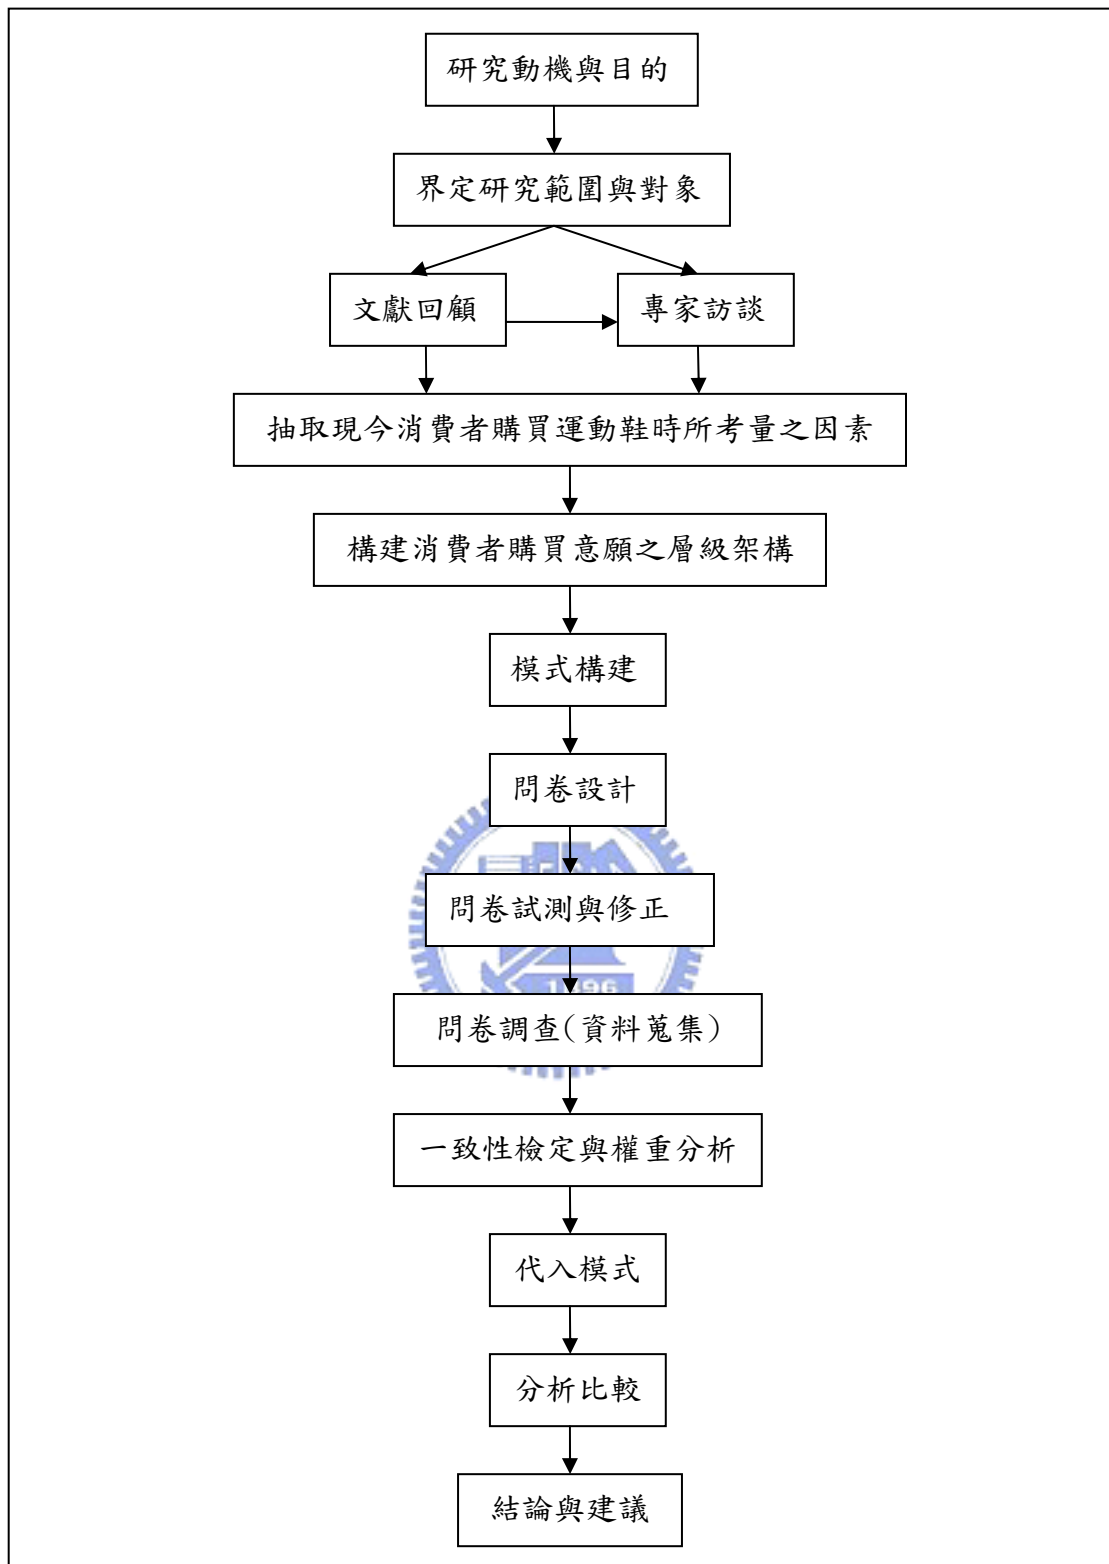 研究動機與目的
界定研究範圍與對象
文獻回顧
專家訪談
抽取現今消費者購買運動鞋時所考量之因素
構建消費者購買意願之層級架構
模式構建
問卷設計
問卷試測與修正
1896
問卷調查(資料蒐集)
一致性檢定與權重分析
代入模式
分析比較
結論與建議